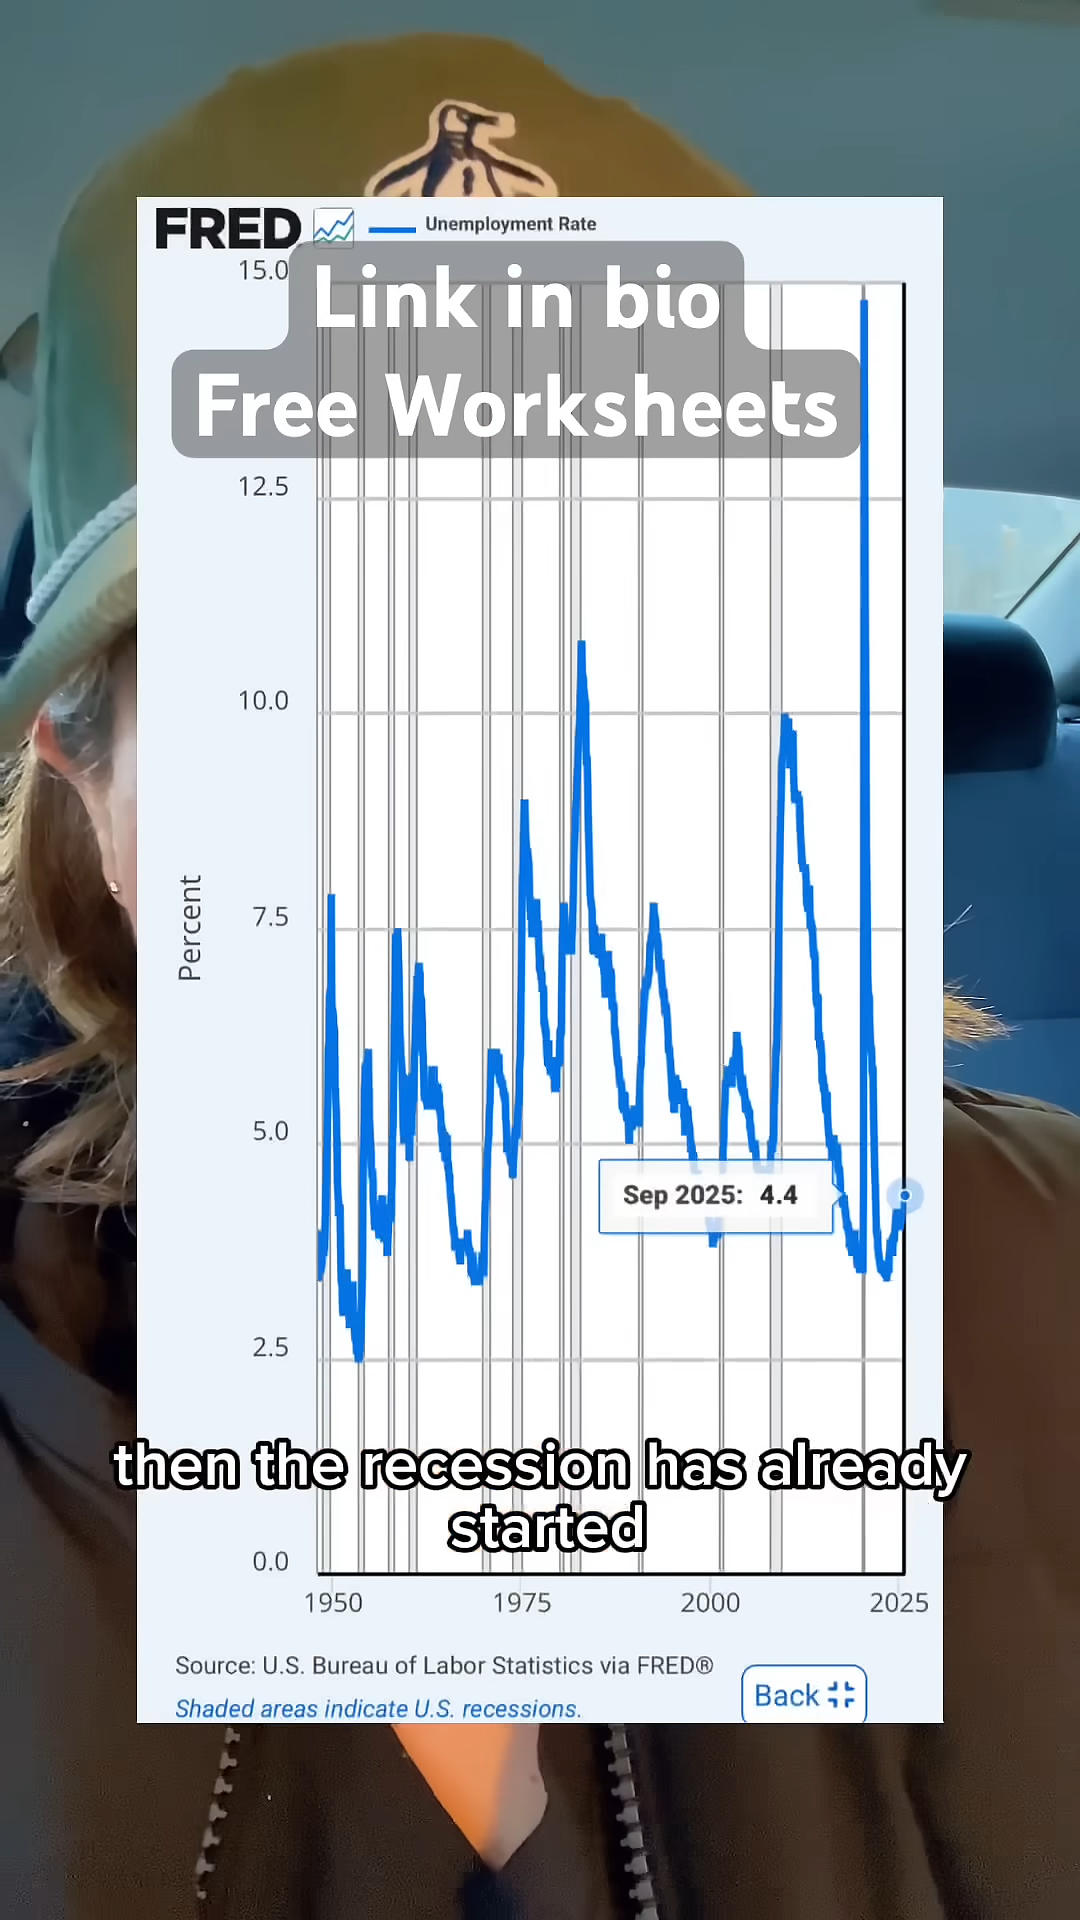 FRED
Unemployment Rate
Link in bio
Free Worksheets
15.0
12.5
10.0
7.5
5.0
2.5
0.0
Percent
Sep 2025: 4.4
then the recession has already
started
1950 1975 2000 2025
Source: U.S. Bureau of Labor Statistics via FRED®
Shaded areas indicate U.S. recessions.
Back